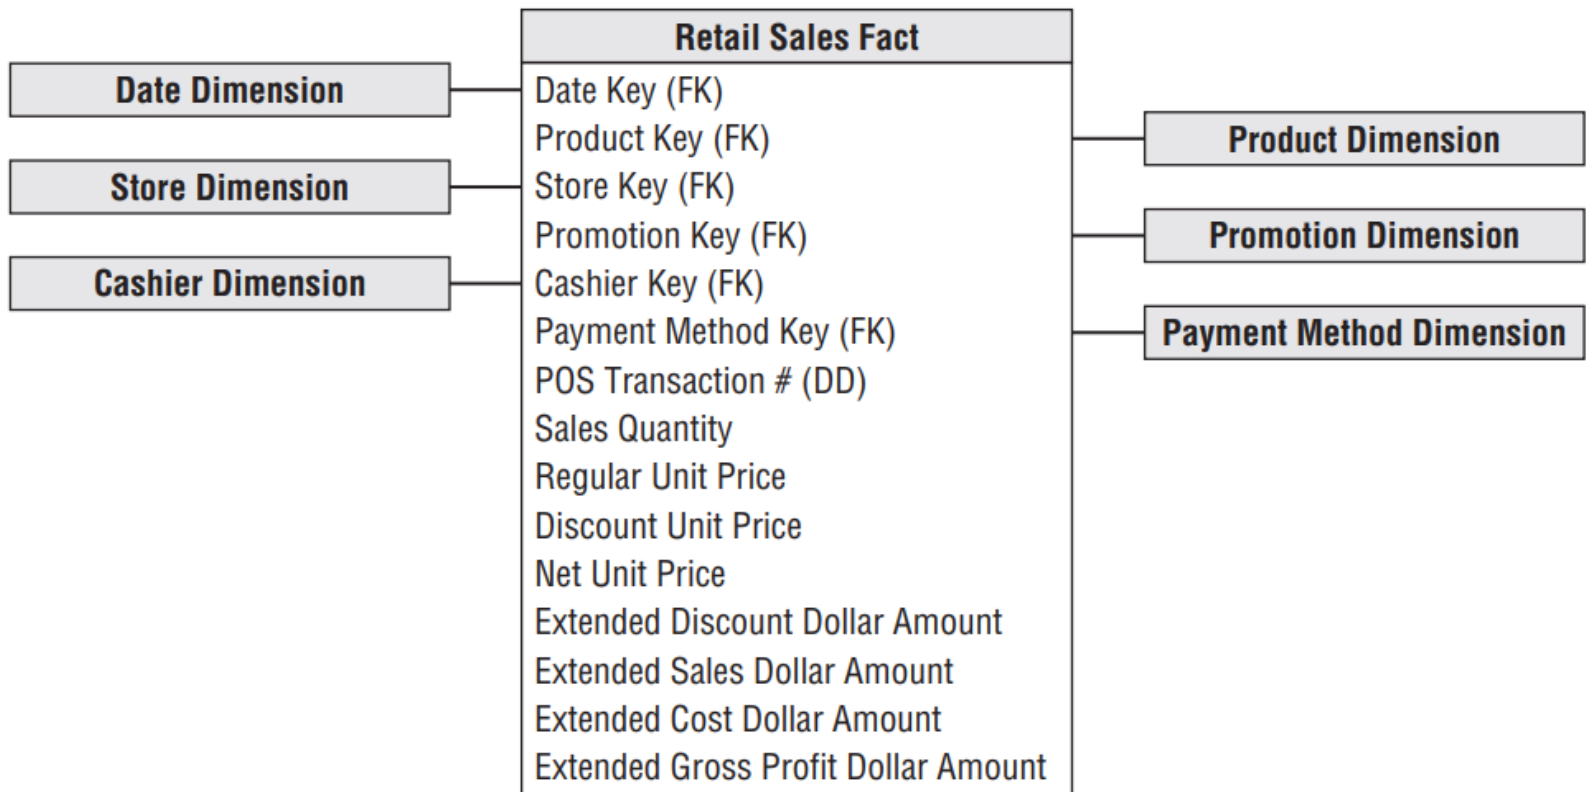 Retail Sales Fact
Date Dimension
Date Key (FK)
Product Key (FK)
Product Dimension
Store Dimension
Store Key (FK)
Promotion Key (FK)
Promotion Dimension
Cashier Dimension
Cashier Key (FK)
Payment Method Key (FK)
Payment Method Dimension
POS Transaction # (DD)
Sales Quantity
Regular Unit Price
Discount Unit Price
Net Unit Price
Extended Discount Dollar Amount
Extended Sales Dollar Amount
Extended Cost Dollar Amount
Extended Gross Profit Dollar Amount